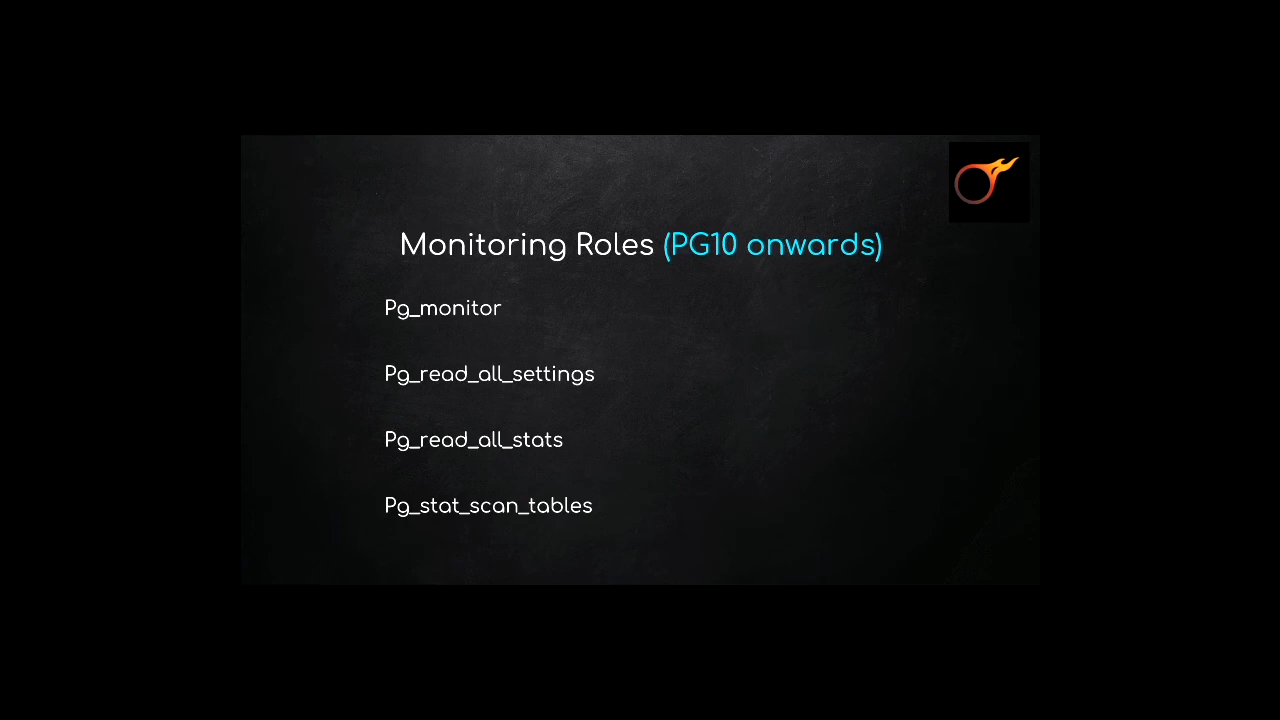 Monitoring Roles (PG10 onwards)
Pg_monitor
Pg_read_all_settings
Pg_read_all_stats
Pg_stat_scan_tables